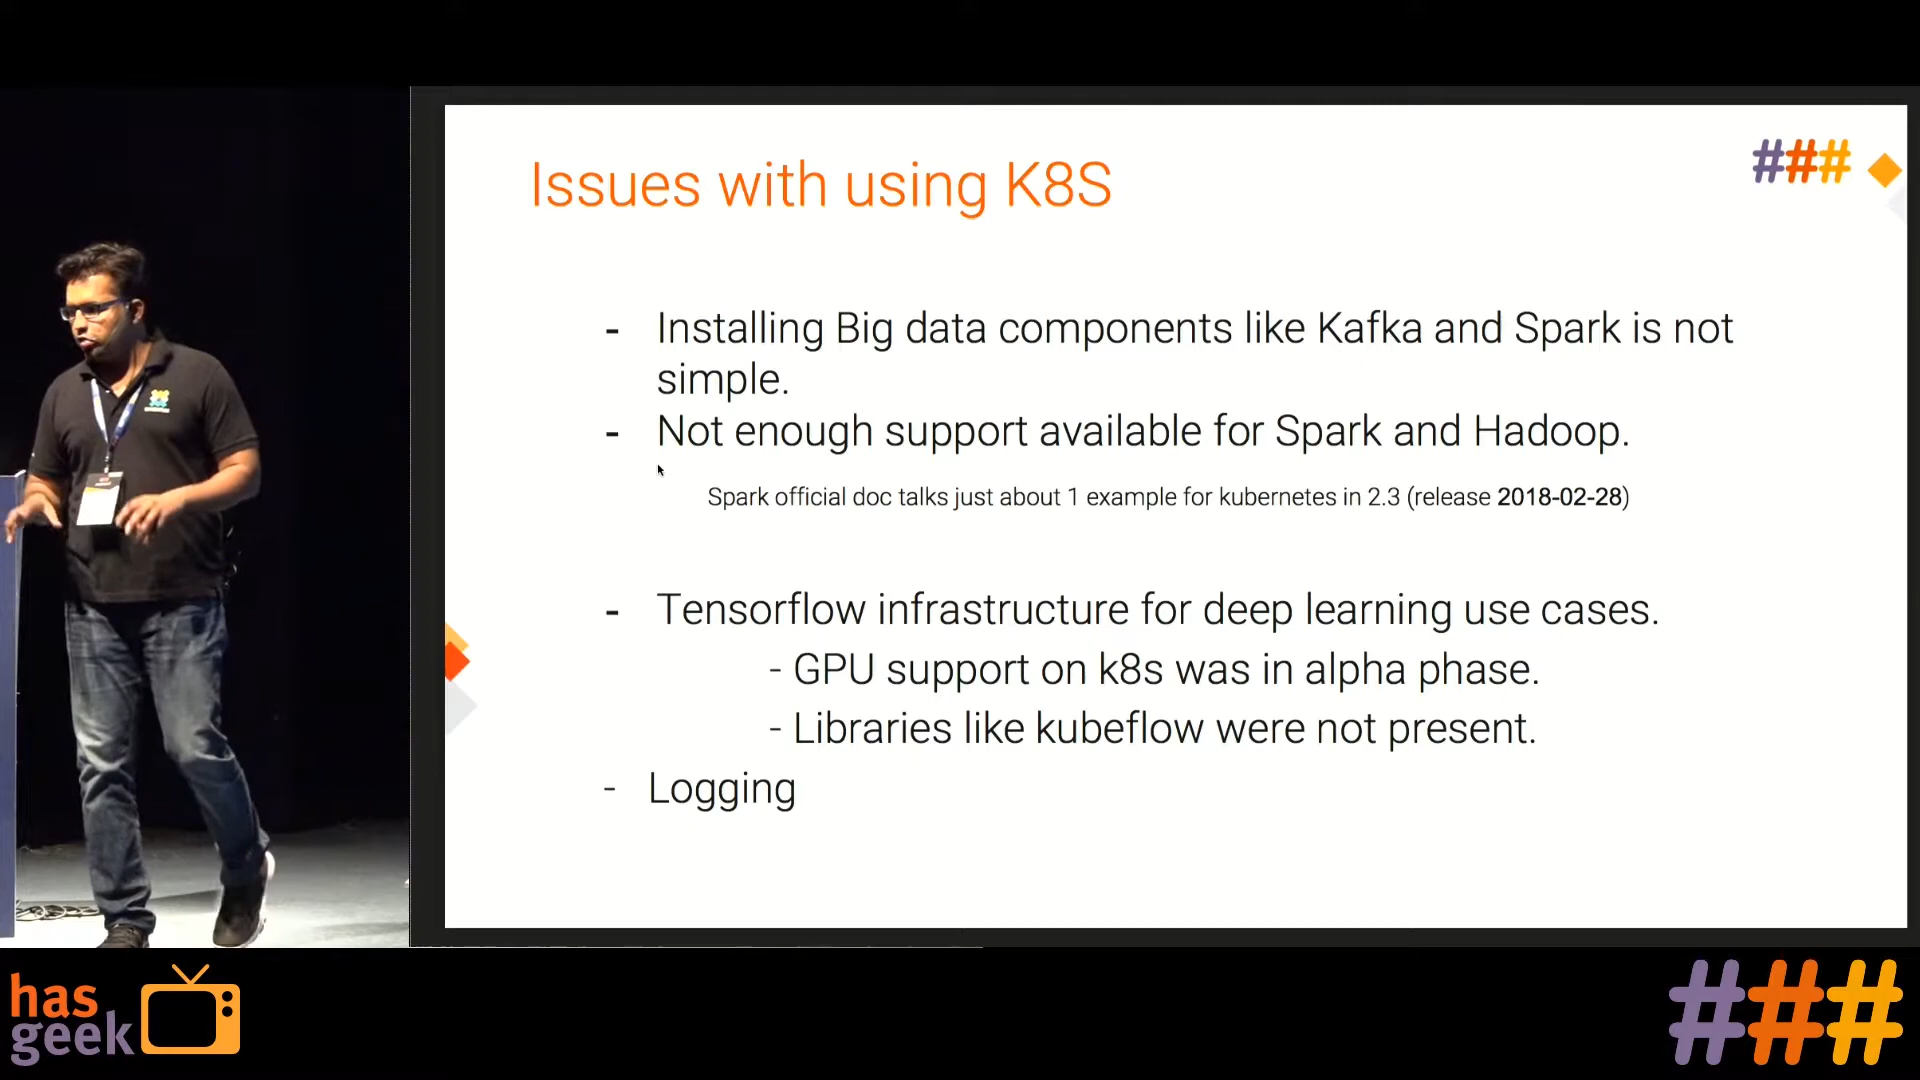 ###
Issues with using K8S
- Installing Big data components like Kafka and Spark is not
simple.
- Not enough support available for Spark and Hadoop.
Spark official doc talks just about 1 example for kubernetes in 2.3 (release 2018-02-28)
- Tensorflow infrastructure for deep learning use cases.
- GPU support on k8s was in alpha phase.
- Libraries like kubeflow were not present.
- Logging
has
geek
###